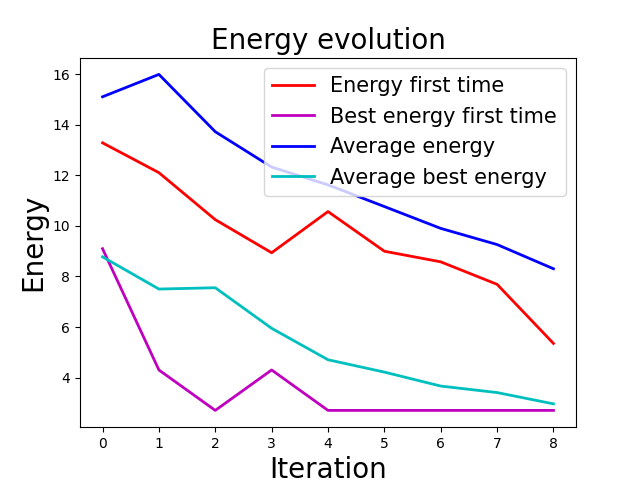 Energy evolution
Energy
16
14
12
10
8
6
4
Energy first time
Best energy first time
Average energy
Average best energy
0 1 2 3 4 5 6 7 8
Iteration